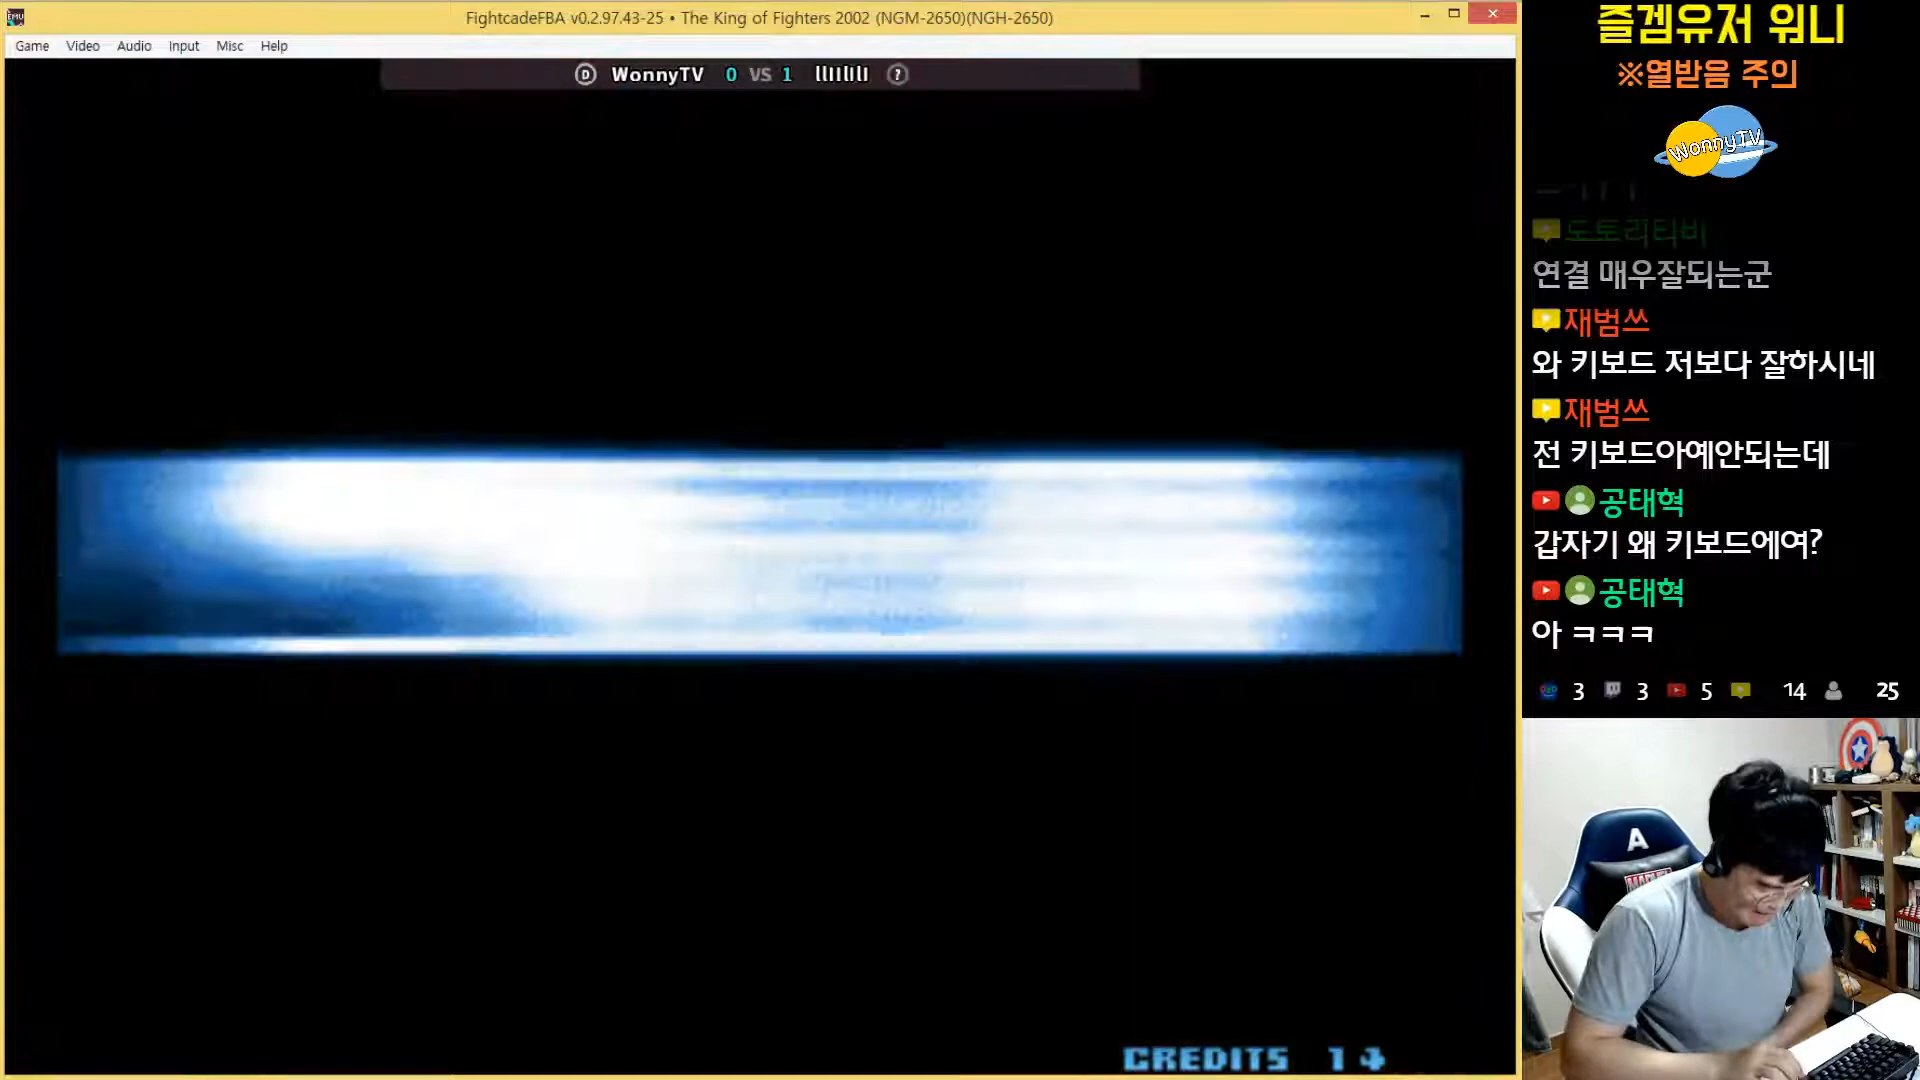 FightcadeFBA v0.2.97.43-25 • The King of Fighters 2002 (NGM-2650)(NGH-2650)
Game Video Audio Input Misc Help
D WonnyTV 0 VS 1 llIlIlIl ?
CREDITS
즐겜유저 워니
※열받음 주의
WonnyTV
도토리티비
연결 매우잘되는군
재범쓰
와 키보드 저보다 잘하시네
재범쓰
전 키보드아예안되는데
공태혁
갑자기 왜 키보드에여?
공태혁
아 ㅋㅋㅋ
3 3 5 14 25
A
MARVEL